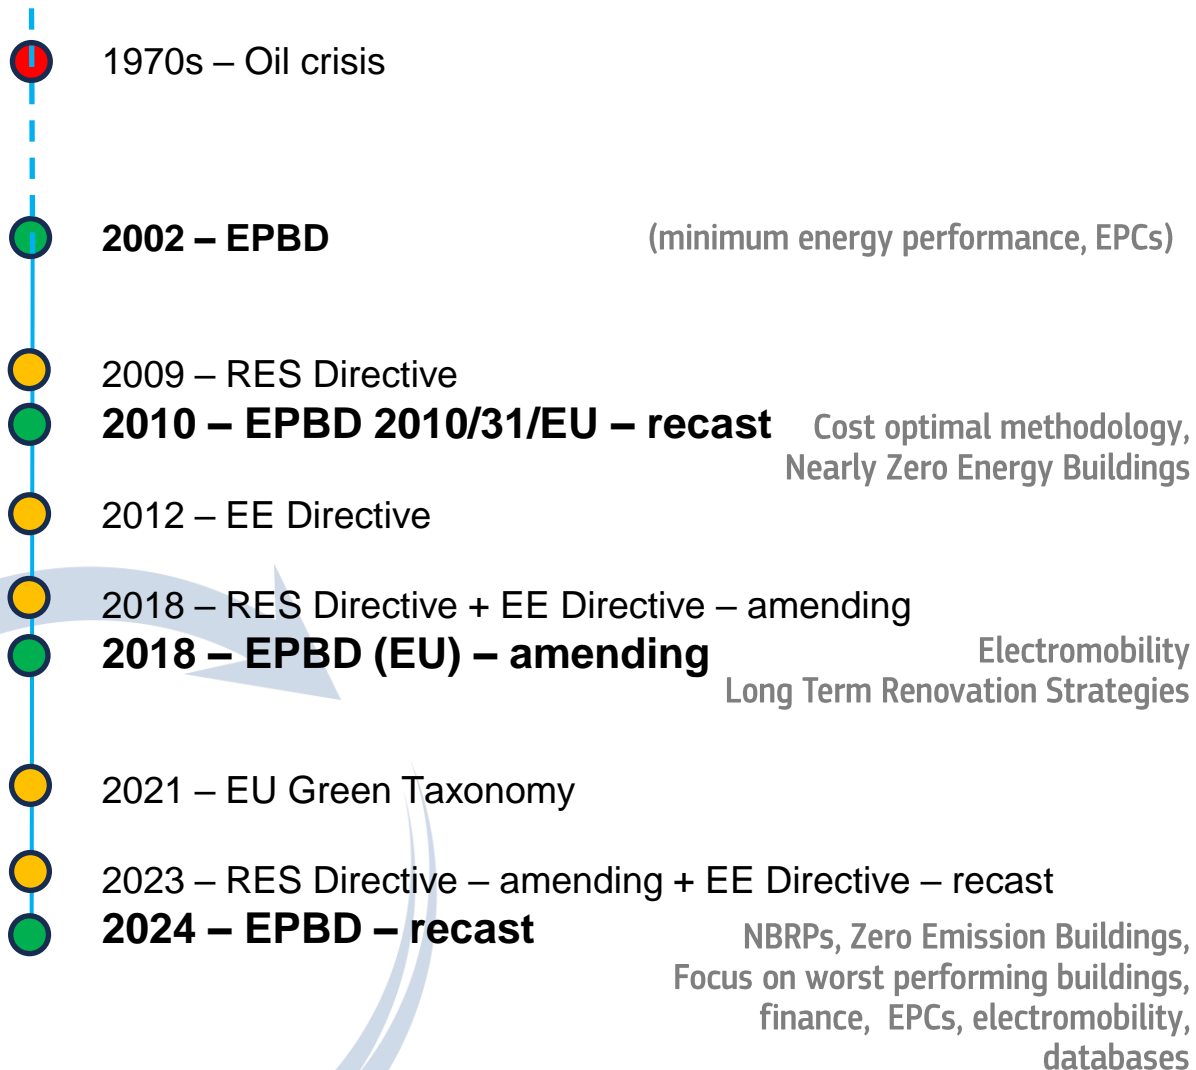 1970s – Oil crisis
2002 – EPBD
(minimum energy performance, EPCs)
2009 – RES Directive
2010 – EPBD 2010/31/EU – recast
Cost optimal methodology,
Nearly Zero Energy Buildings
2012 – EE Directive
2018 – RES Directive + EE Directive – amending
2018 – EPBD (EU) – amending
Electromobility
Long Term Renovation Strategies
2021 – EU Green Taxonomy
2023 – RES Directive – amending + EE Directive – recast
2024 – EPBD – recast
NBRPs, Zero Emission Buildings,
Focus on worst performing buildings,
finance, EPCs, electromobility,
databases